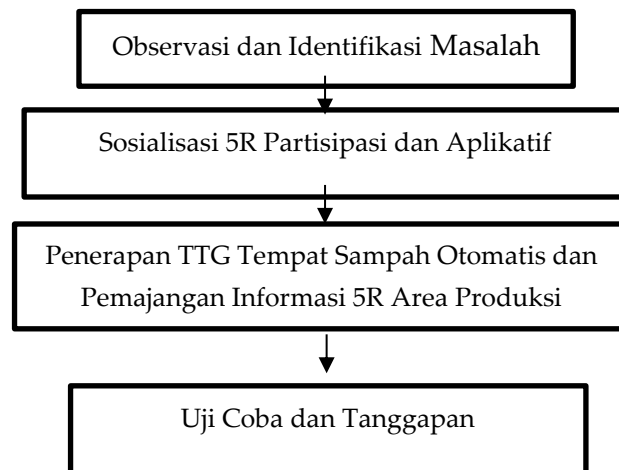 Observasi dan Identifikasi Masalah
Sosialisasi 5R Partisipasi dan Aplikatif
Penerapan TTG Tempat Sampah Otomatis dan
Pemajangan Informasi 5R Area Produksi
Uji Coba dan Tanggapan